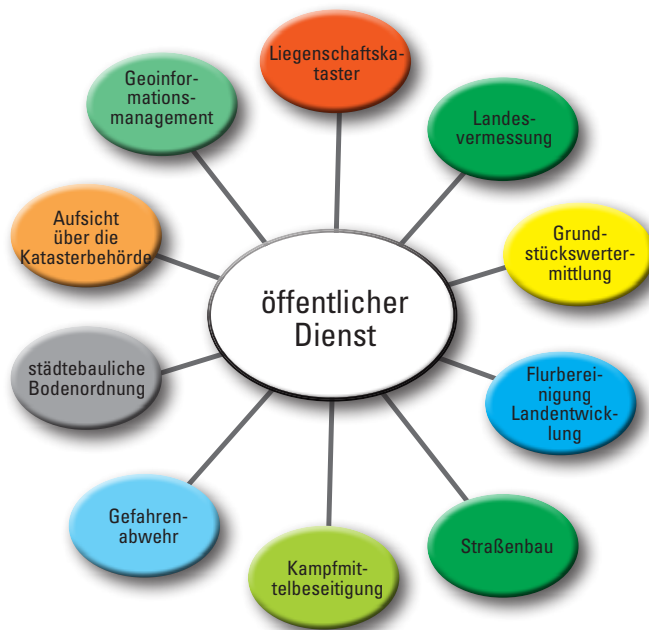 Liegenschaftska-
taster
Landes-
vermessung
Grund-
stückswerter-
mittlung
Flurberei-
nigung
Landentwick-
lung
Straßenbau
Kampfmit-
telbeseitigung
Gefahren-
abwehr
städtebauliche
Bodenordnung
Aufsicht
über die
Katasterbehörde
Geoinfor-
mations-
management
öffentlicher
Dienst